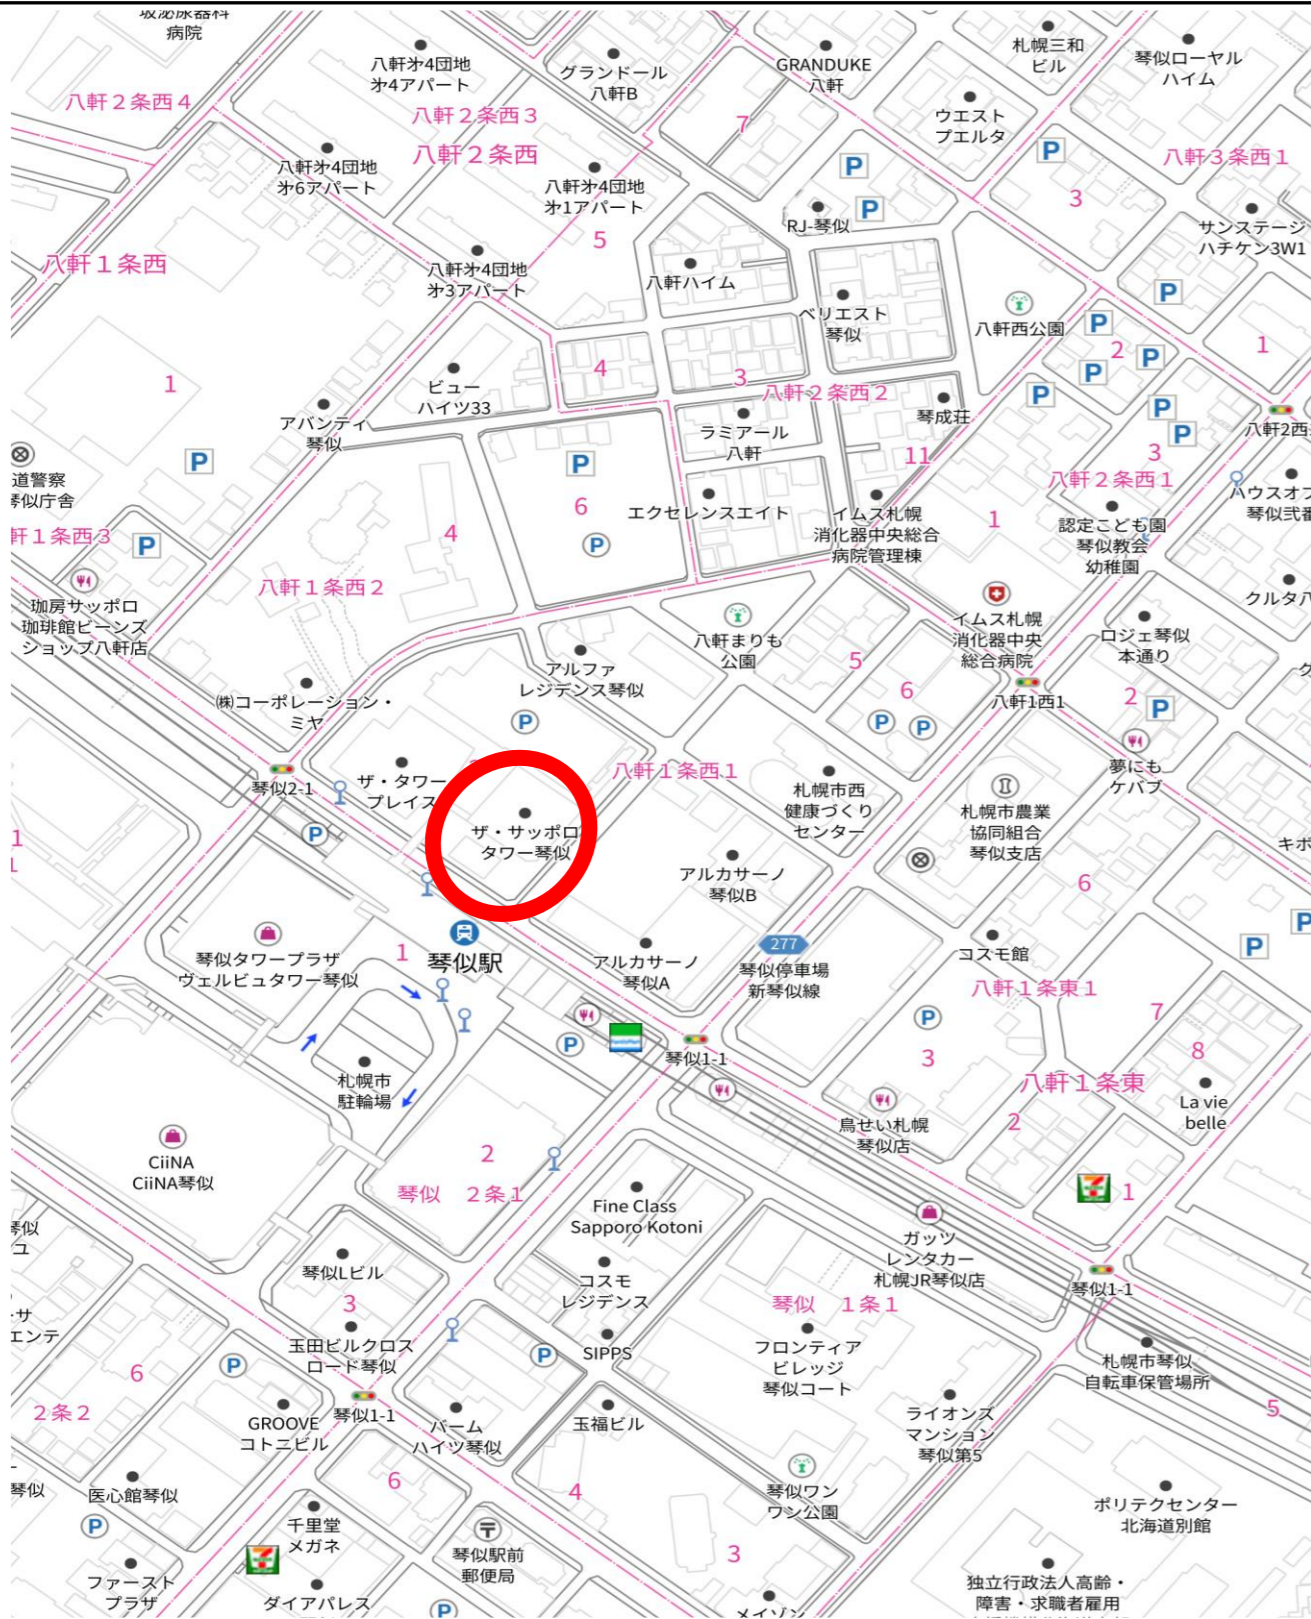 坂泌尿器科
病院
八軒2条西4
八軒㐧4団地
㐧4アパート
八軒2条西3
八軒2条西
グランドール
八軒B
GRANDUKE
八軒
札幌三和
ビル
琴似ローヤル
ハイム
ウエスト
プエルタ
7
P
P
P
八軒3条西1
3
八軒㐧4団地
㐧6アパート
八軒㐧4団地
㐧1アパート
5
RJ-琴似
サンステージ
ハチケン3W1
八軒1条西
八軒㐧4団地
㐧3アパート
八軒ハイム
ベリエスト
琴似
八軒西公園
P
P
P
P
2
1
1
ビュー
ハイツ33
4
3
八軒2条西2
琴成荘
P
P
P
八軒2西
アバンティ
琴似
ラミアール
八軒
11
3
八軒2条西1
道警察
琴似庁舎
P
P
6
P
エクセレンスエイト
イムス札幌
消化器中央総合
病院管理棟
1
認定こども園
琴似教会
幼稚園
ハウスオフ
琴似弐番
軒1条西3
P
4
八軒1条西2
珈房サッポロ
珈琲館ビーンズ
ショップ八軒店
八軒まりも
公園
5
6
イムス札幌
消化器中央
総合病院
ロジェ琴似
本通り
クルタハ
アルファ
レジデンス琴似
㈱コーポレーション・
ミヤ
P
P
P
八軒1西1
2
P
琴似2-1
ザ・タワー
プレイス
八軒1条西1
ザ・サッポロ
タワー琴似
札幌市西
健康づくり
センター
札幌市農業
協同組合
琴似支店
夢にも
ケバブ
キボ
P
1
1
アルカサーノ
琴似B
6
琴似タワープラザ
ヴェルビュタワー琴似
1
琴似駅
アルカサーノ
琴似A
277
琴似停車場
新琴似線
コスモ館
P
P
八軒1条東1
7
8
P
琴似1-1
P
3
八軒1条東
札幌市
駐輪場
鳥せい札幌
琴似店
2
La vie
belle
CiiNA
CiiNA琴似
2
琴似 2条1
Fine Class
Sapporo Kotoni
1
ガッツ
レンタカー
札幌JR琴似店
琴似1-1
琴似
ユ
琴似Lビル
3
コスモ
レジデンス
琴似 1条1
玉田ビルクロス
ロード琴似
SIPPS
P
フロンティア
ビレッジ
琴似コート
札幌市琴似
自転車保管場所
サ
エンテ
6
P
2条2
GROOVE
コトニビル
琴似1-1
バーム
ハイツ琴似
玉福ビル
ライオンズ
マンション
琴似第5
5
琴似
医心館琴似
6
4
琴似ワン
ワン公園
ポリテクセンター
北海道別館
P
千里堂
メガネ
琴似駅前
郵便局
3
ファースト
プラザ
ダイアパレス
P
メイゾン
独立行政法人高齢・
障害・求職者雇用